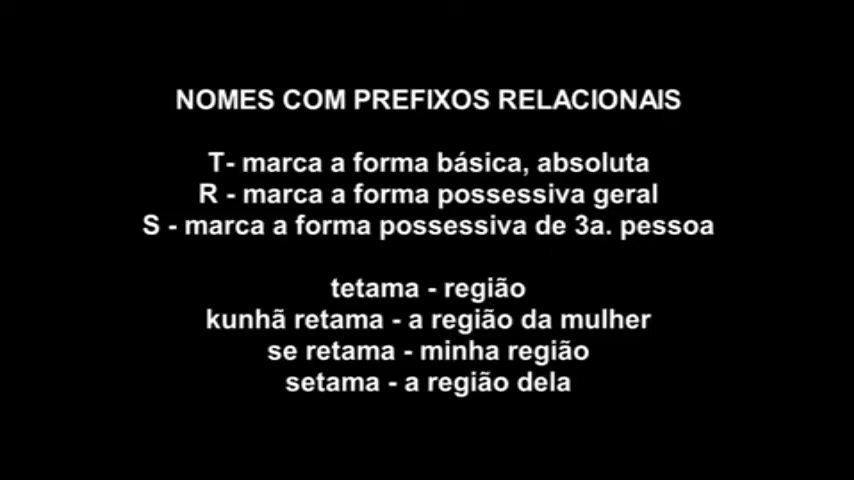 NOMES COM PREFIXOS RELACIONAIS
T- marca a forma básica, absoluta
R - marca a forma possessiva geral
S - marca a forma possessiva de 3a. pessoa
tetama - região
kunhã retama - a região da mulher
se retama - minha região
setama - a região dela